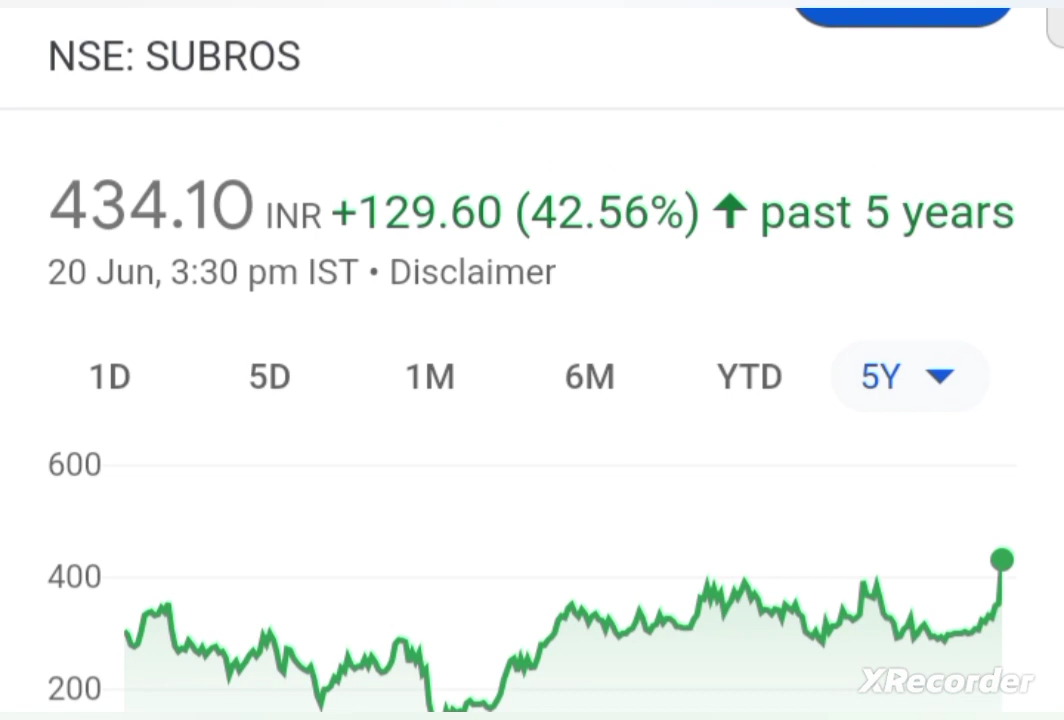 NSE: SUBROS
434.10 INR +129.60 (42.56%) ↑ past 5 years
20 Jun, 3:30 pm IST • Disclaimer
1D 5D 1M 6M YTD 5Y
600
400
200
XRecorder